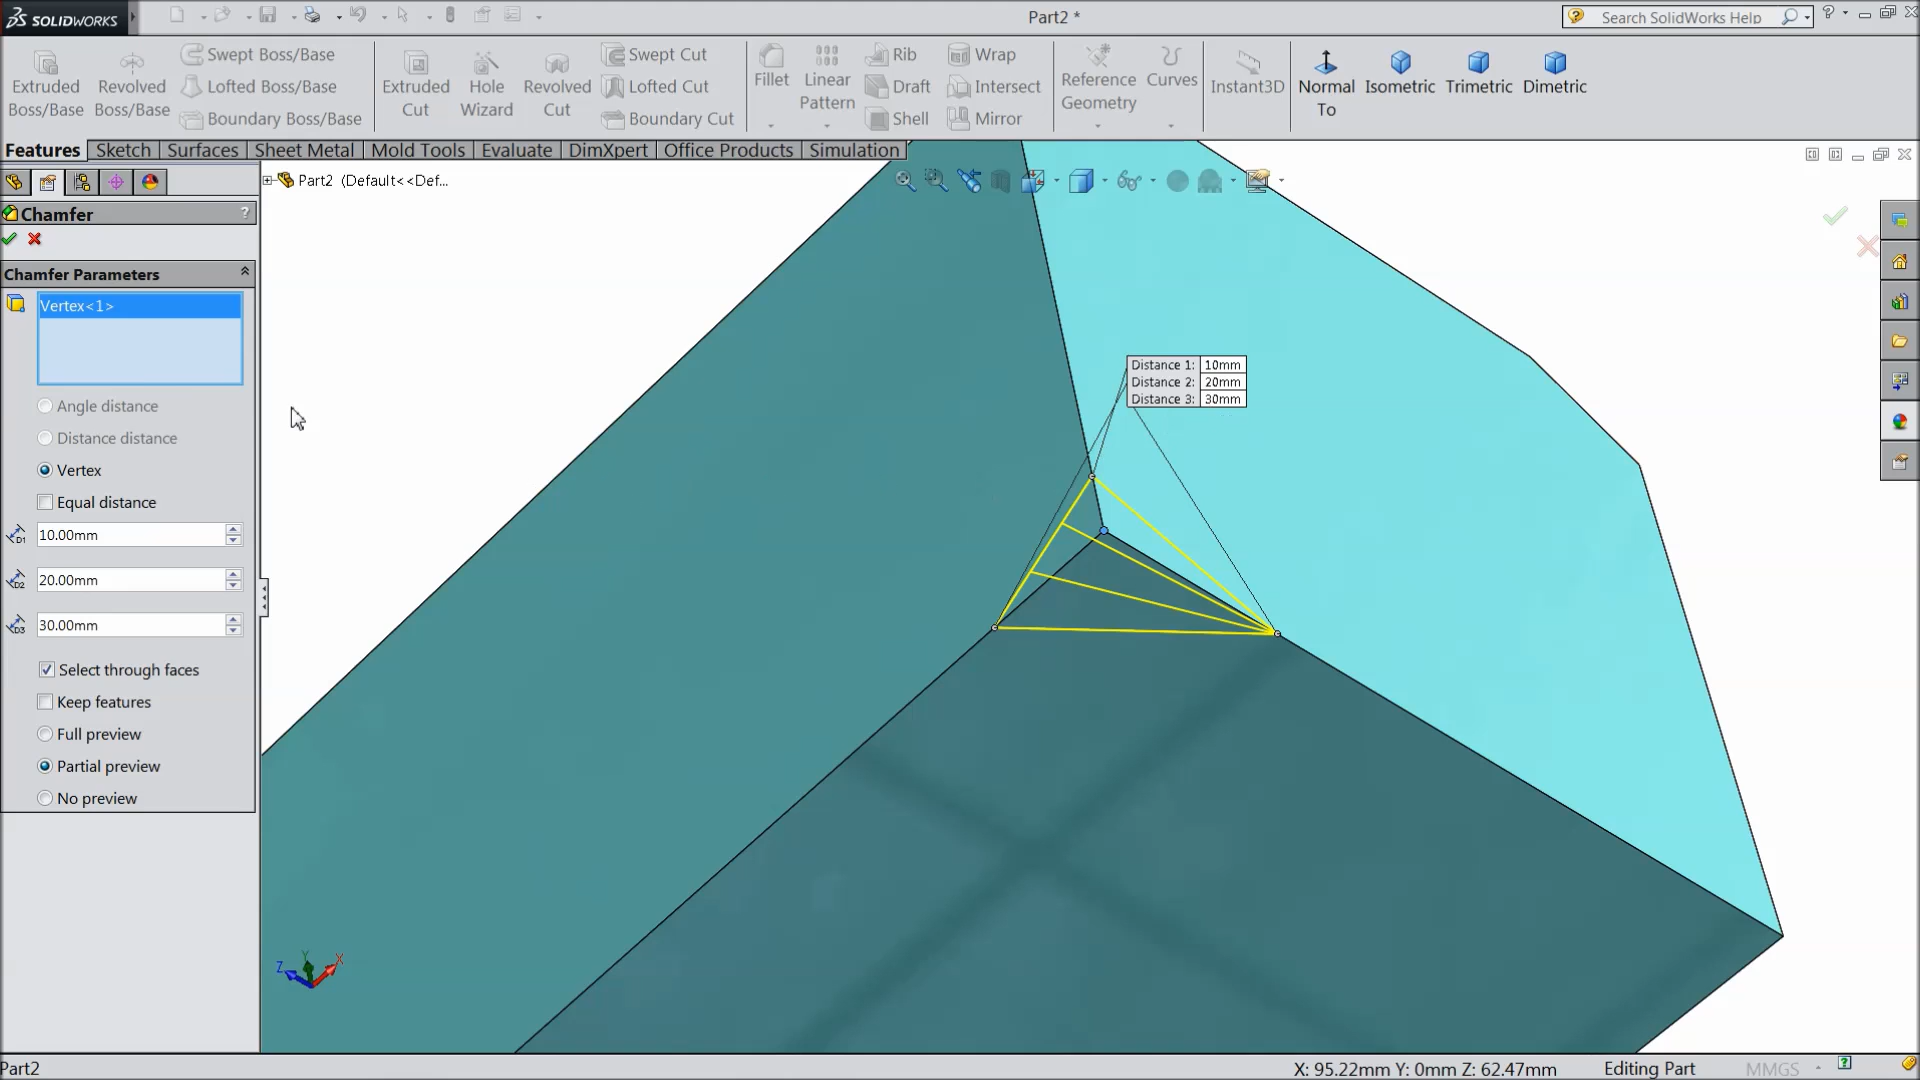 SOLIDWORKS
Part2 *
Search SolidWorks Help
Extruded Boss/Base
Revolved Boss/Base
Swept Boss/Base
Lofted Boss/Base
Boundary Boss/Base
Extruded Cut
Hole Wizard
Revolved Cut
Swept Cut
Lofted Cut
Boundary Cut
Fillet
Linear Pattern
Rib
Draft
Shell
Wrap
Intersect
Mirror
Reference Geometry
Curves
Instant3D
Normal To
Isometric
Trimetric
Dimetric
Features
Sketch
Surfaces
Sheet Metal
Mold Tools
Evaluate
DimXpert
Office Products
Simulation
Part2 (Default<<Def...
Chamfer
?
Chamfer Parameters
Vertex<1>
Angle distance
Distance distance
Vertex
Equal distance
D1
10.00mm
D2
20.00mm
D3
30.00mm
Select through faces
Keep features
Full preview
Partial preview
No preview
Distance 1: 10mm
Distance 2: 20mm
Distance 3: 30mm
Y
Z
X
Part2
X: 95.22mm Y: 0mm Z: 62.47mm
Editing Part
MMGS